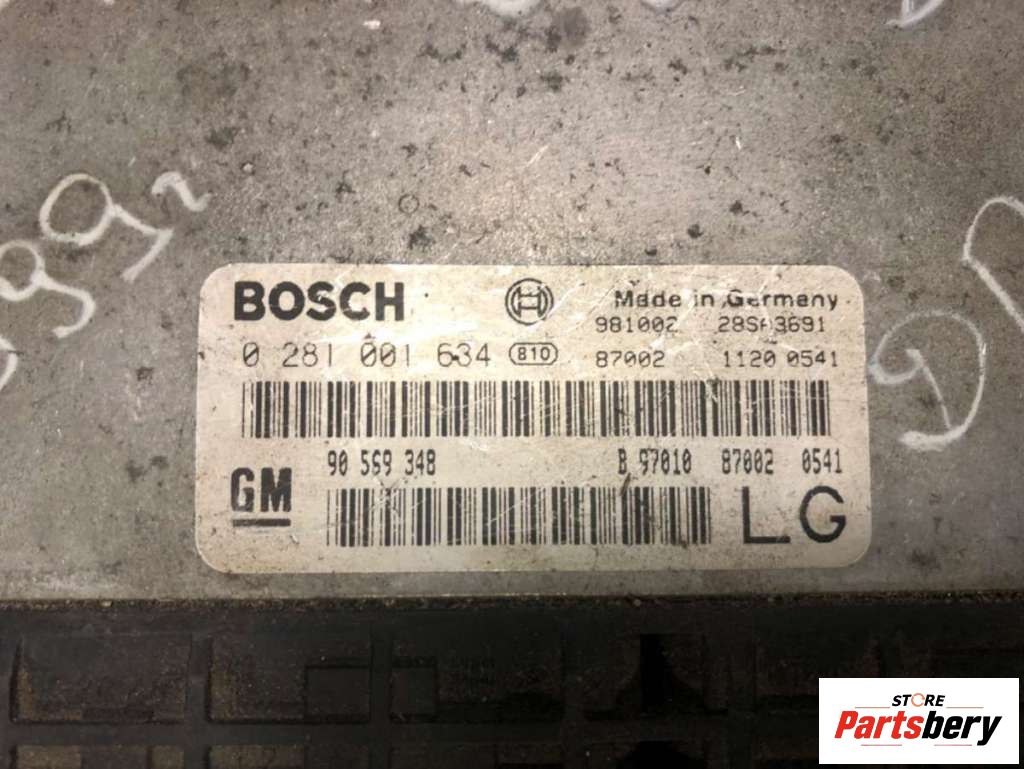 BOSCH Made in Germany
981002 28SA3691
0 281 001 634 810 87002 1120 0541
90 569 348 B 97010 87002 0541
GM LG
STORE
Partsbery